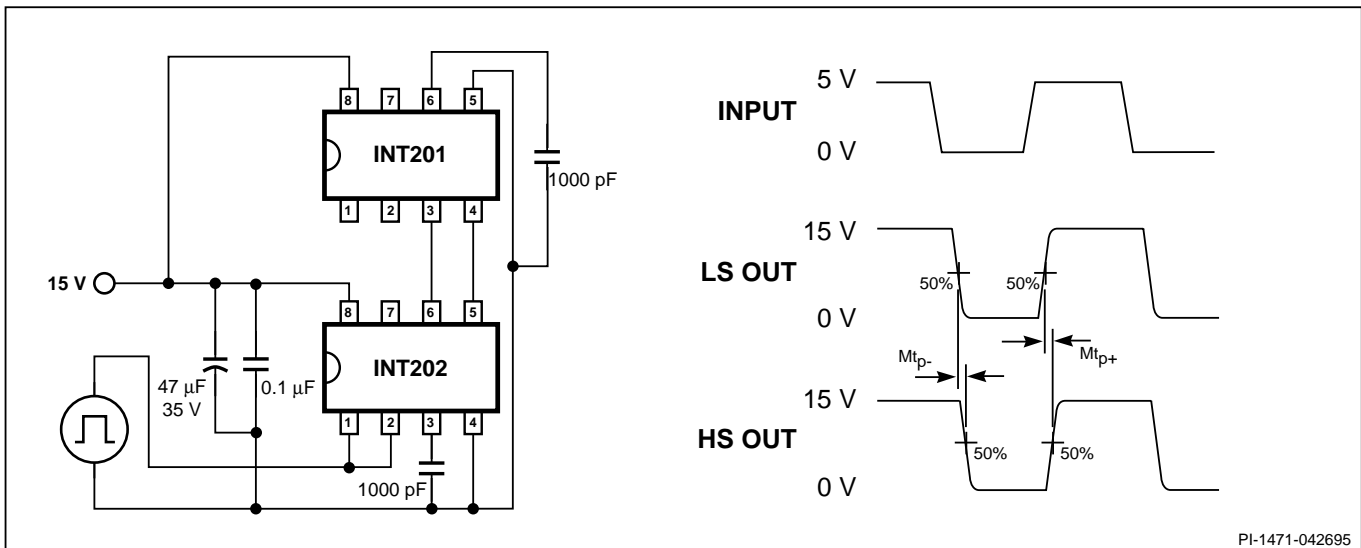 8 7 6 5
INT201
1 2 3 4
1000 pF
15 V
8 7 6 5
INT202
1 2 3 4
47 μF
35 V
0.1 μF
1000 pF
INPUT
5 V
0 V
LS OUT
15 V
0 V
50%
50%
Mtp-
Mtp+
HS OUT
15 V
0 V
50%
50%
PI-1471-042695